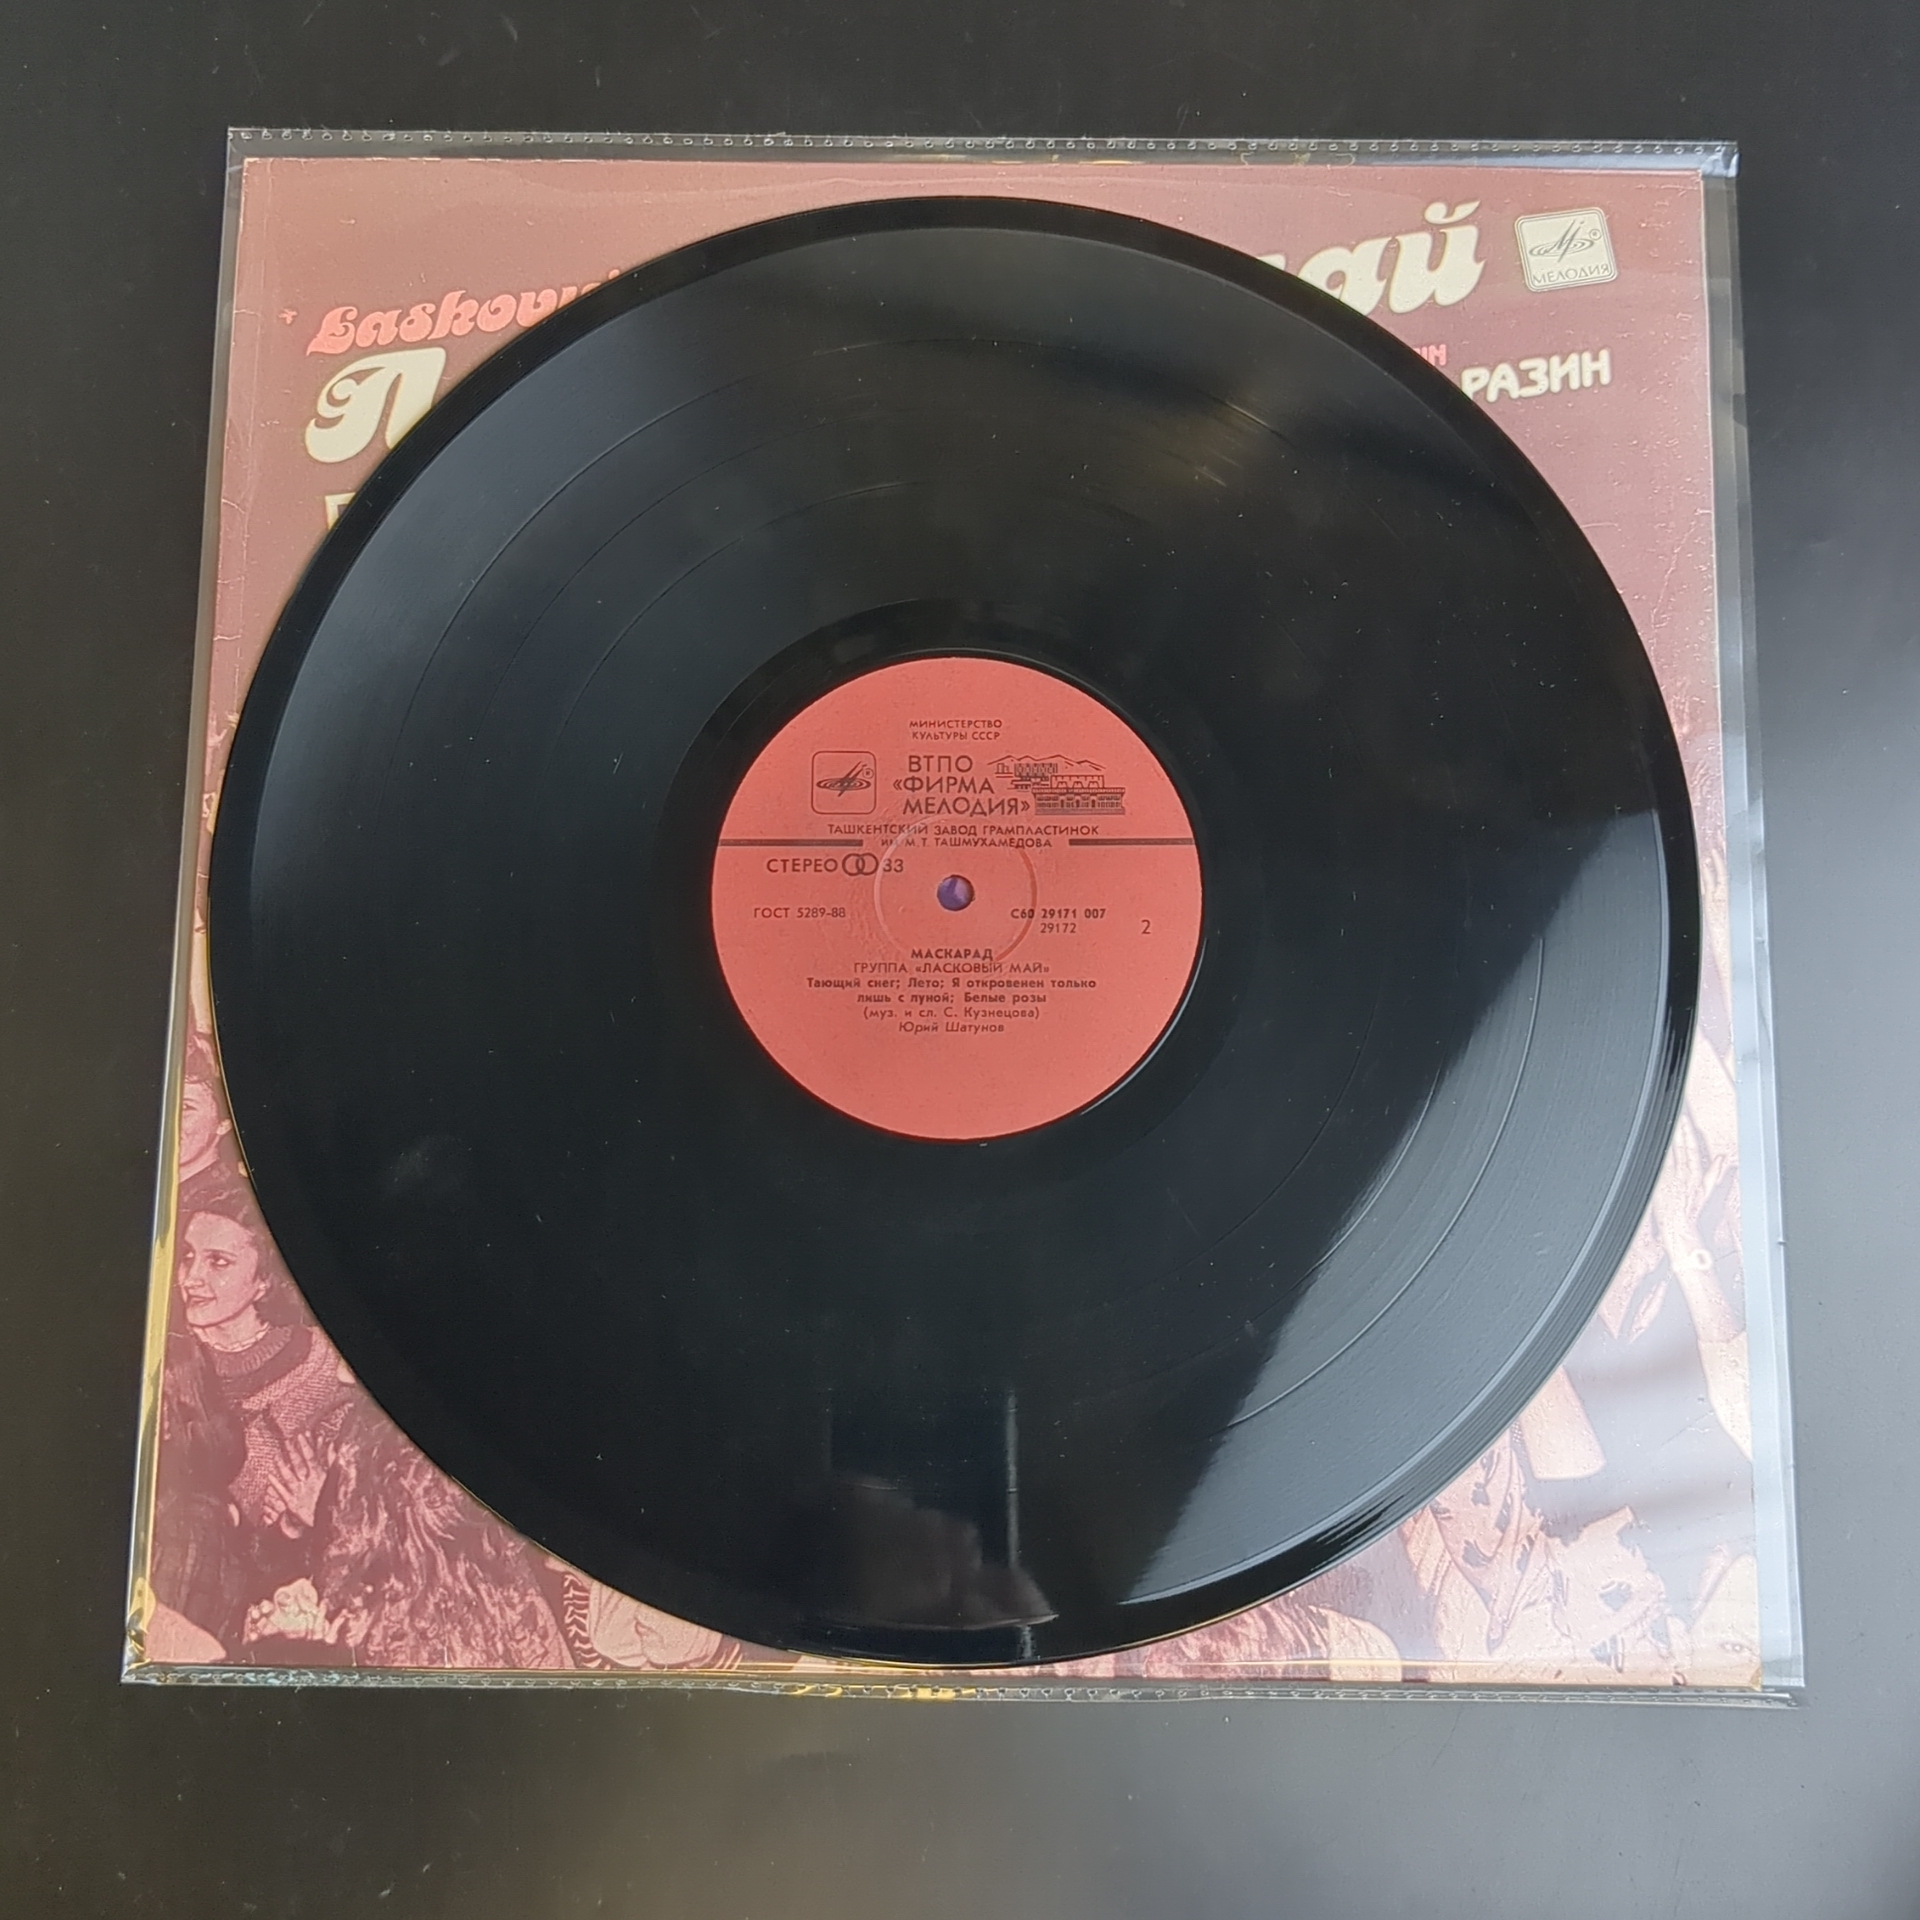 Laskovui
ай
МЕЛОДИЯ
РАЗИН
МИНИСТЕРСТВО
КУЛЬТУРЫ СССР
ВТПО
«ФИРМА
МЕЛОДИЯ»
ТАШКЕНТСКИЙ ЗАВОД ГРАМПЛАСТИНОК
ИМ. М. Т. ТАШМУХАМЕДОВА
СТЕРЕО 33
ГОСТ 5289-88
С60 29171 007
29172
2
МАСКАРАД
ГРУППА «ЛАСКОВЫЙ МАЙ»
Тающий снег; Лето; Я откровенен только
лишь с луной; Белые розы
(муз. и сл. С. Кузнецова)
Юрий Шатунов